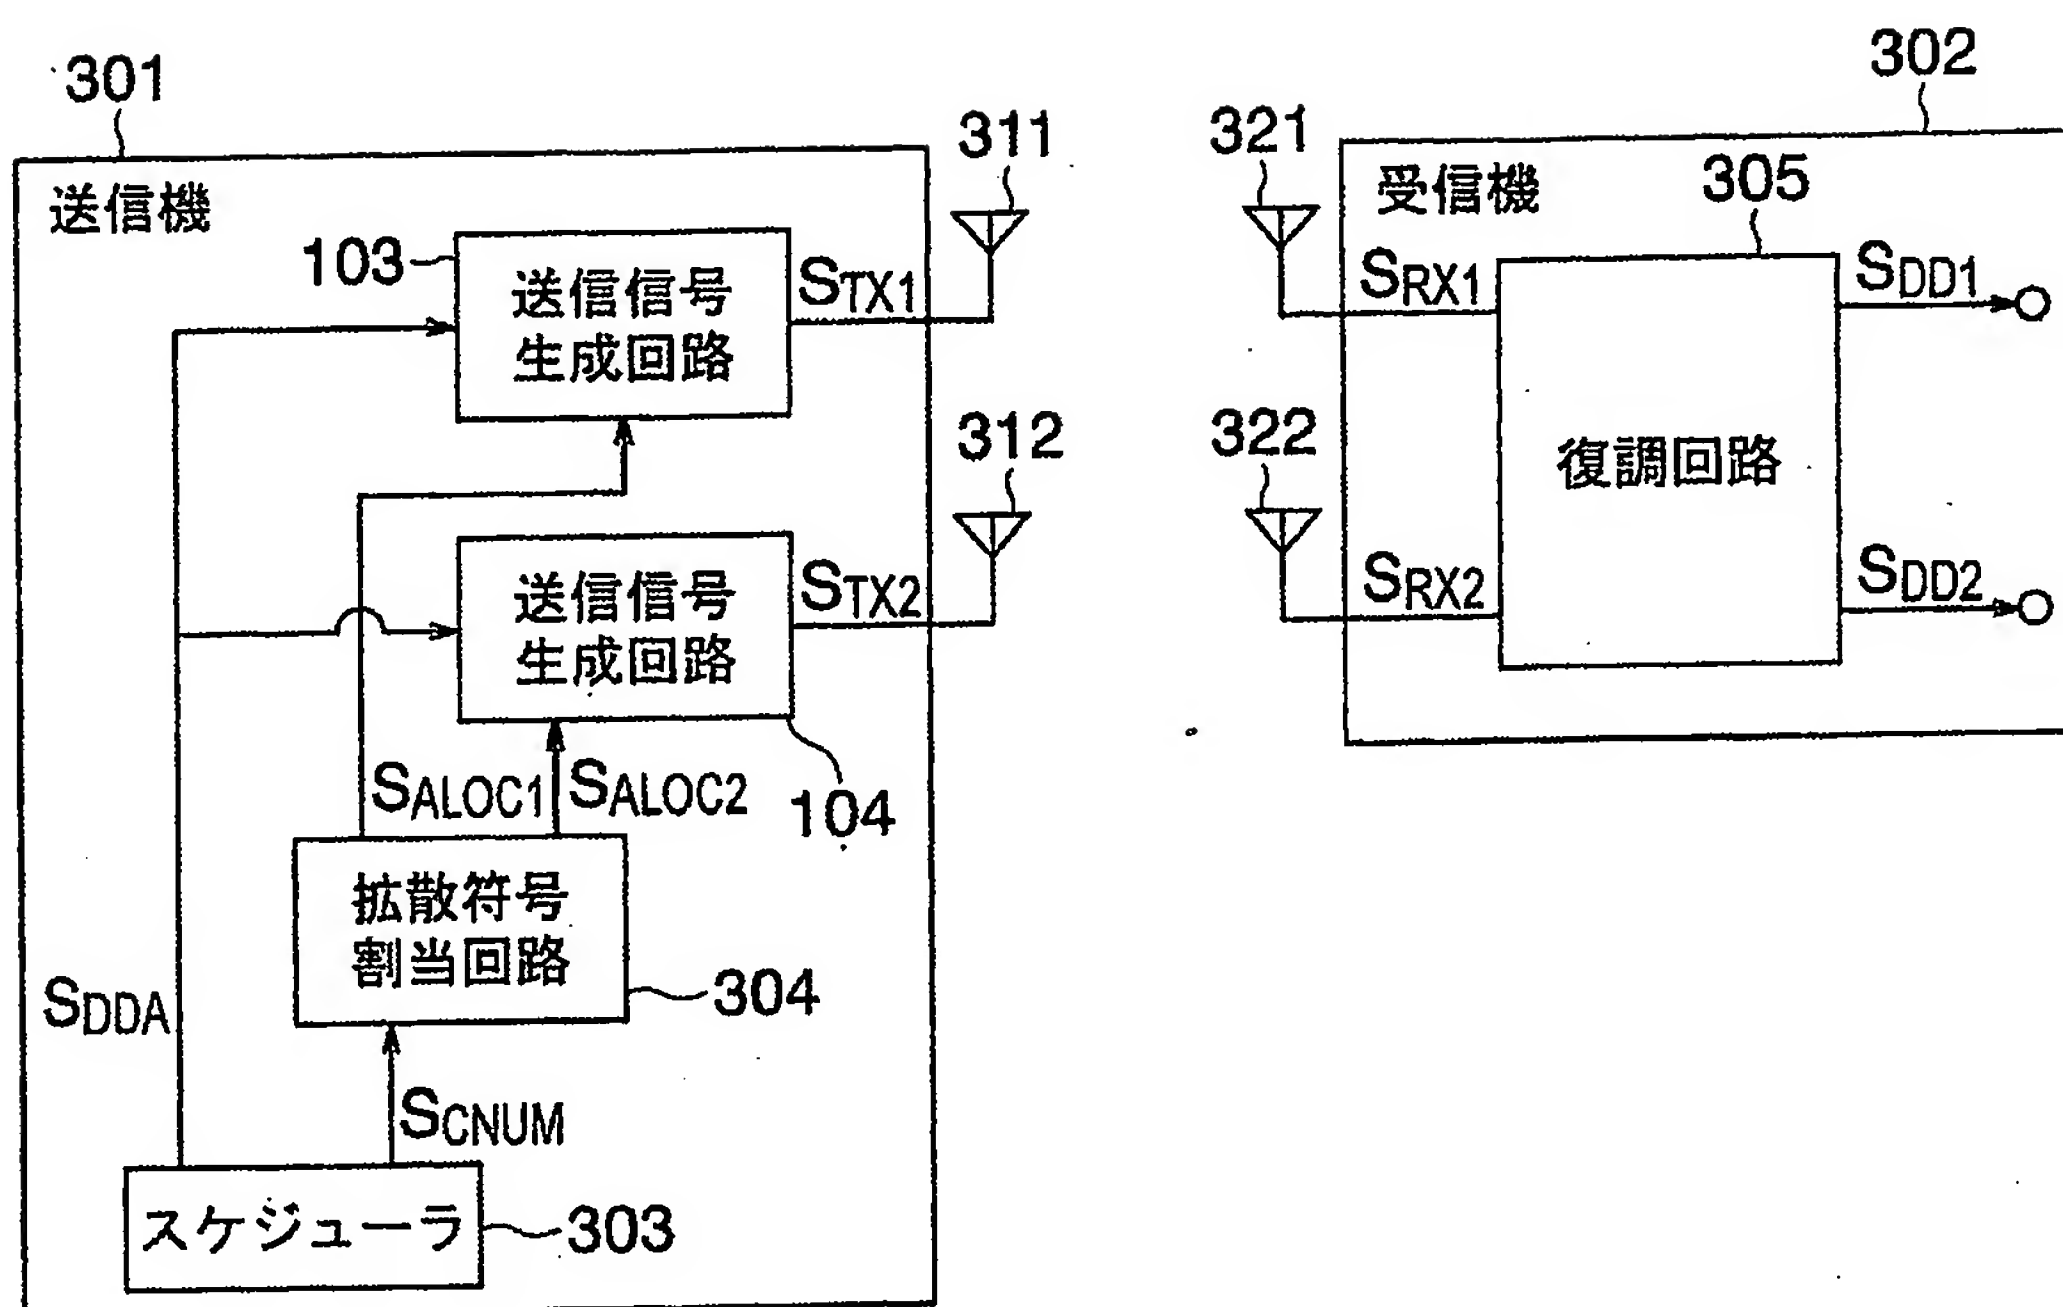 301
送信機
103
送信信号
生成回路
STX1
311
312
送信信号
生成回路
STX2
104
SALOC1
SALOC2
拡散符号
割当回路
304
SDDA
SCNUM
スケジューラ
303
302
受信機
321
SRX1
305
SDD1
322
SRX2
復調回路
SDD2